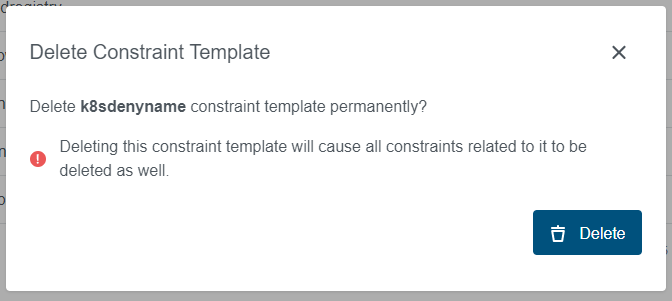 Delete Constraint Template
Delete k8sdenyname constraint template permanently?
Deleting this constraint template will cause all constraints related to it to be
deleted as well.
Delete